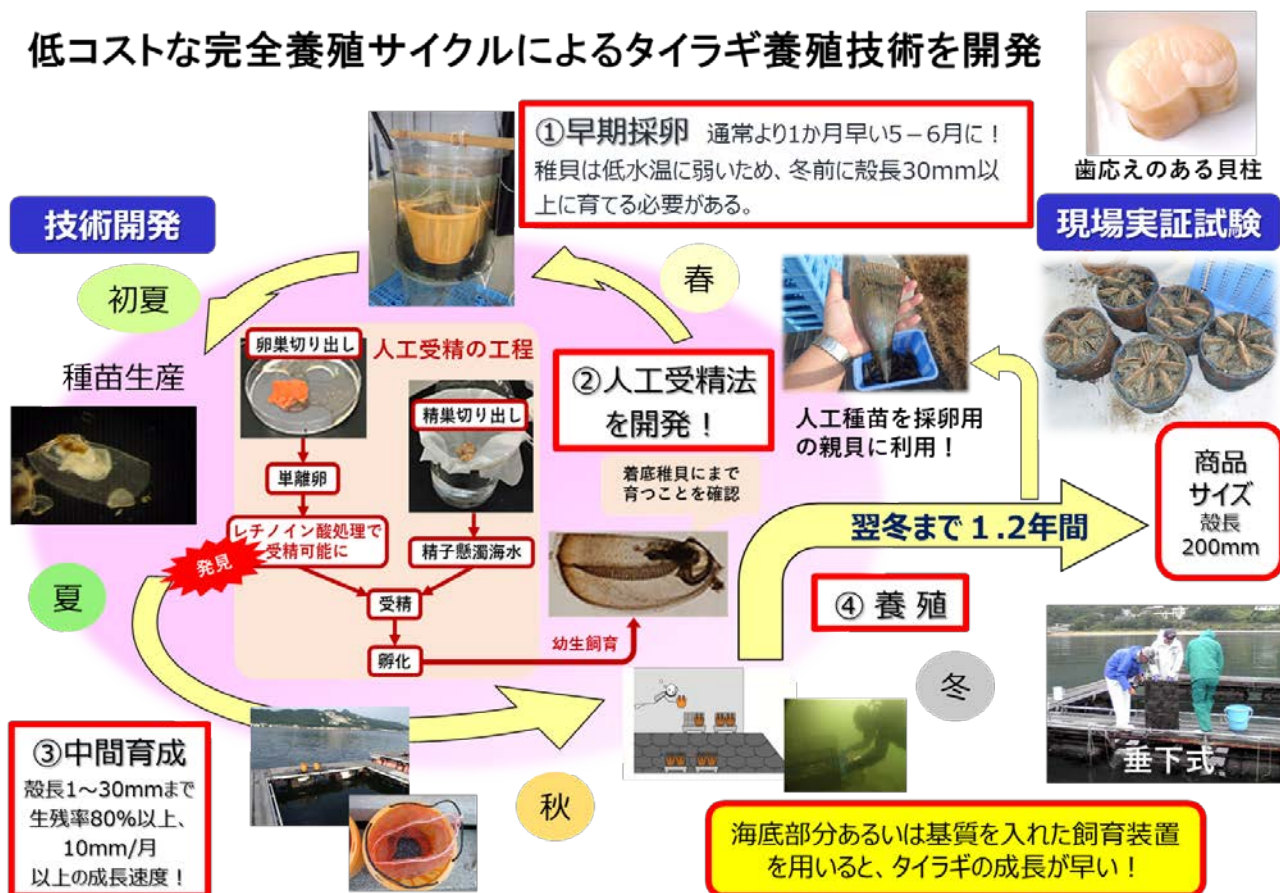 低コストな完全養殖サイクルによるタイラギ養殖技術を開発
歯応えのある貝柱
①早期採卵 通常より1か月早い5－6月に！
稚貝は低水温に弱いため、冬前に殻長30mm以
上に育てる必要がある。
技術開発
現場実証試験
春
初夏
種苗生産
卵巣切り出し
人工受精の工程
精巣切り出し
単離卵
レチノイン酸処理で
受精可能に
発見
精子懸濁海水
受精
孵化
幼生飼育
②人工受精法
を開発！
着底稚貝にまで
育つことを確認
人工種苗を採卵用
の親貝に利用！
商品
サイズ
殻長
200mm
翌冬まで1.2年間
夏
④ 養 殖
冬
③中間育成
殻長1～30mmまで
生残率80%以上、
10mm/月
以上の成長速度！
秋
垂下式
海底部分あるいは基質を入れた飼育装置
を用いると、タイラギの成長が早い！